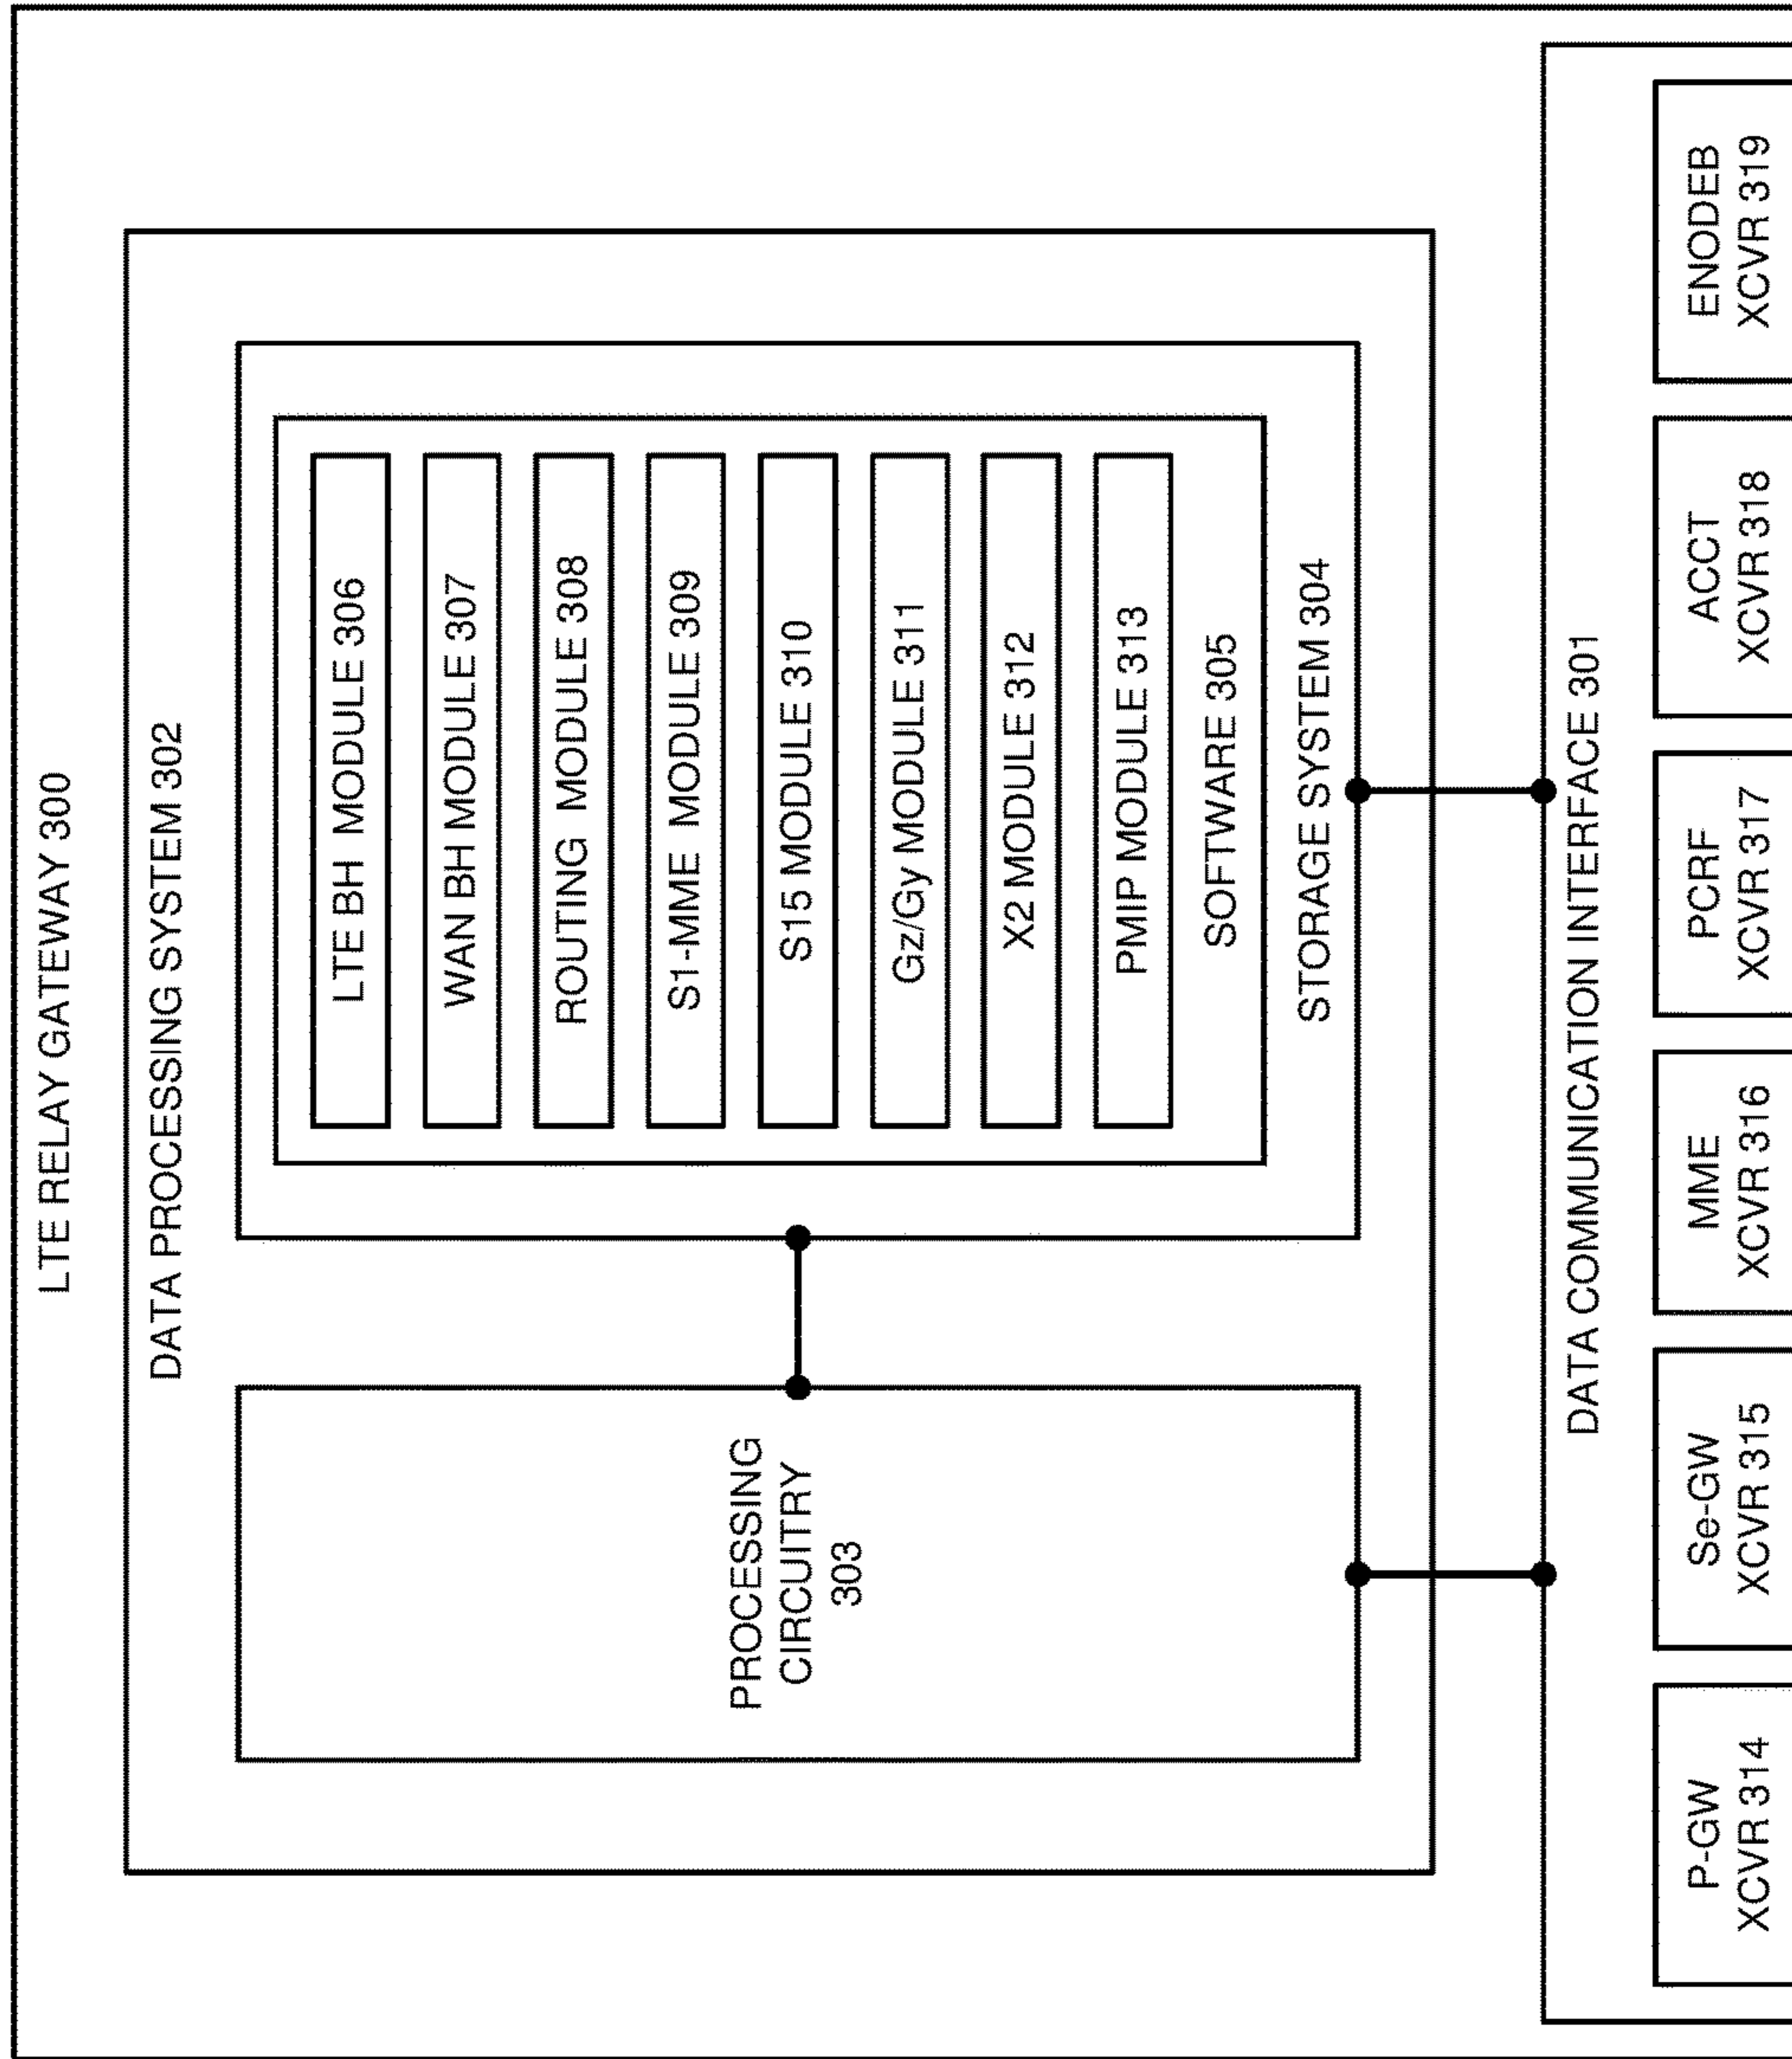 LTE RELAY GATEWAY 300
DATA PROCESSING SYSTEM 302
PROCESSING
CIRCUITRY
303
LTE BH MODULE 306
WAN BH MODULE 307
ROUTING MODULE 308
S1-MME MODULE 309
S15 MODULE 310
Gz/Gy MODULE 311
X2 MODULE 312
PMIP MODULE 313
SOFTWARE 305
STORAGE SYSTEM 304
DATA COMMUNICATION INTERFACE 301
P-GW
XCVR 314
Se-GW
XCVR 315
MME
XCVR 316
PCRF
XCVR 317
ACCT
XCVR 318
ENODEB
XCVR 319